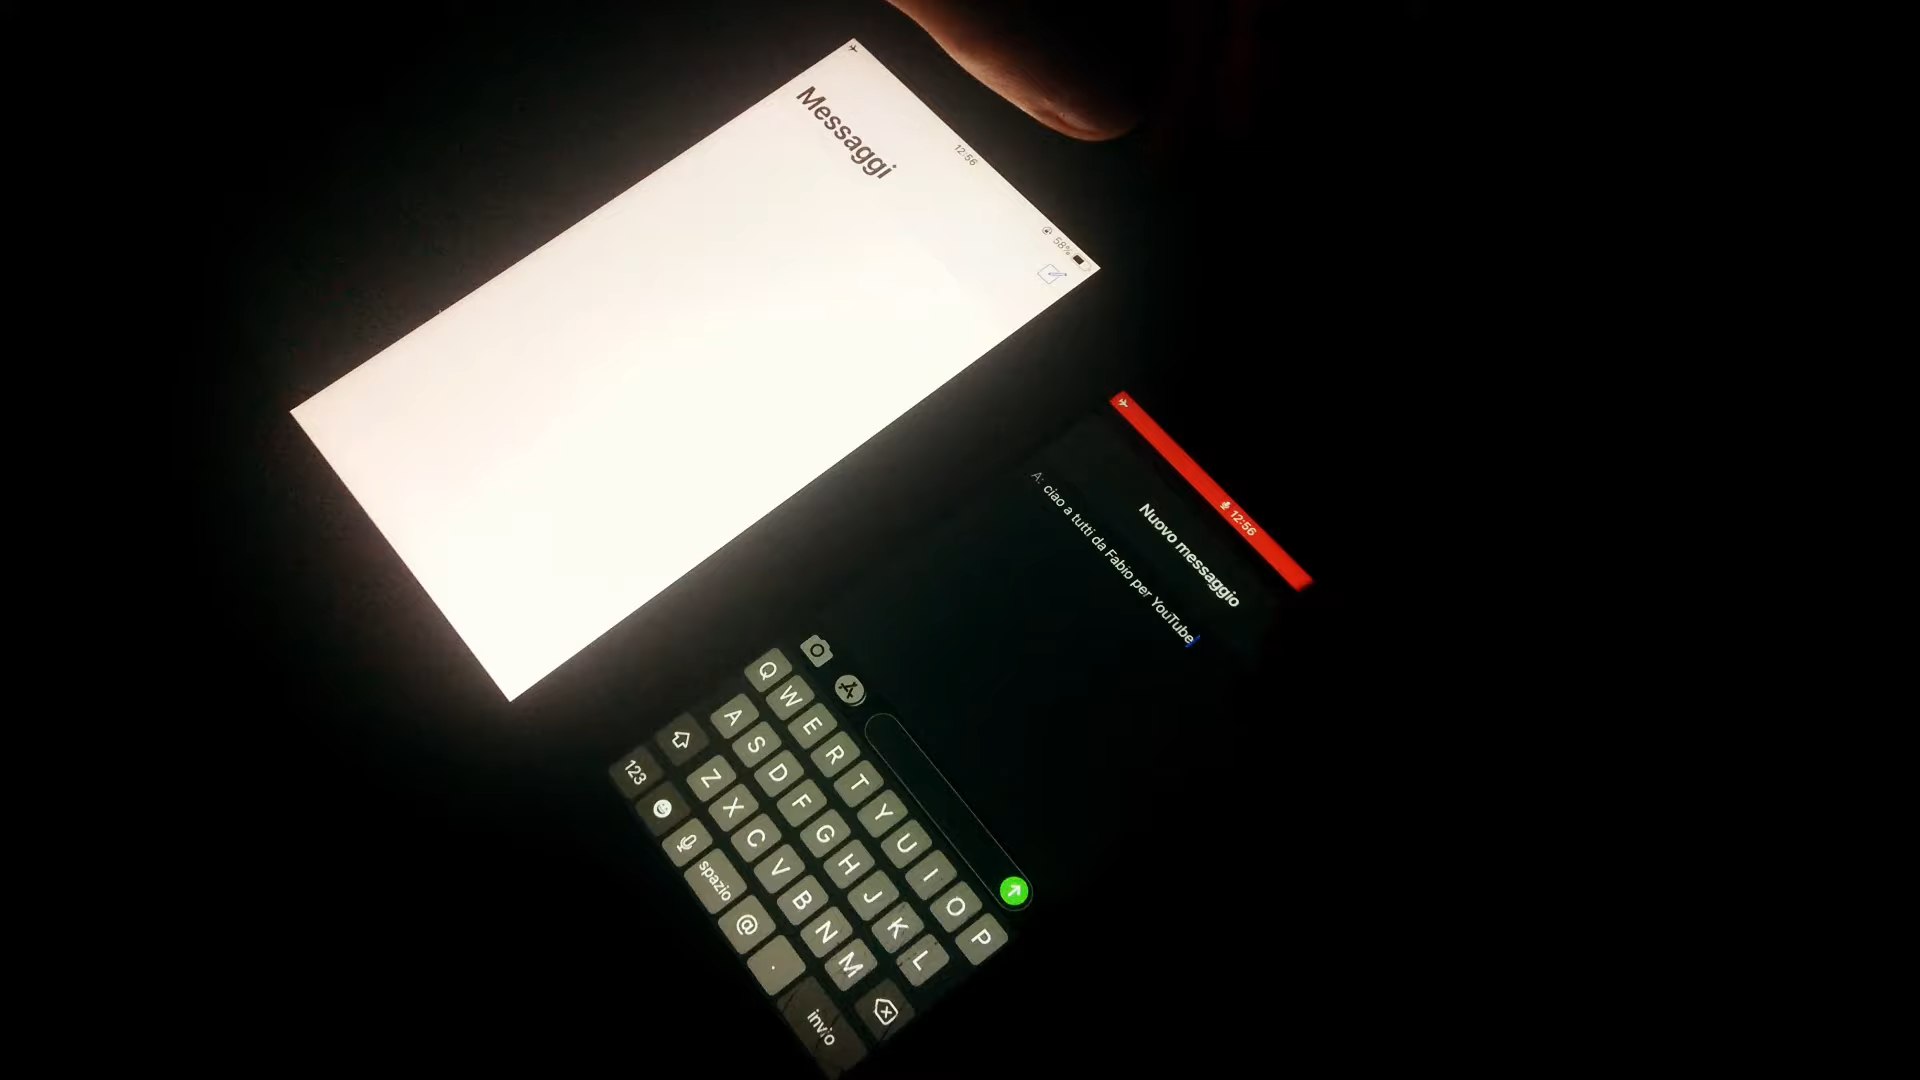 12:56
58%
Messaggi
12:56
Nuovo messaggio
A: ciao a tutti da Fabio per YouTube
Q W E R T Y U I O P
A S D F G H J K L
Z X C V B N M
123 spazio @ . invio